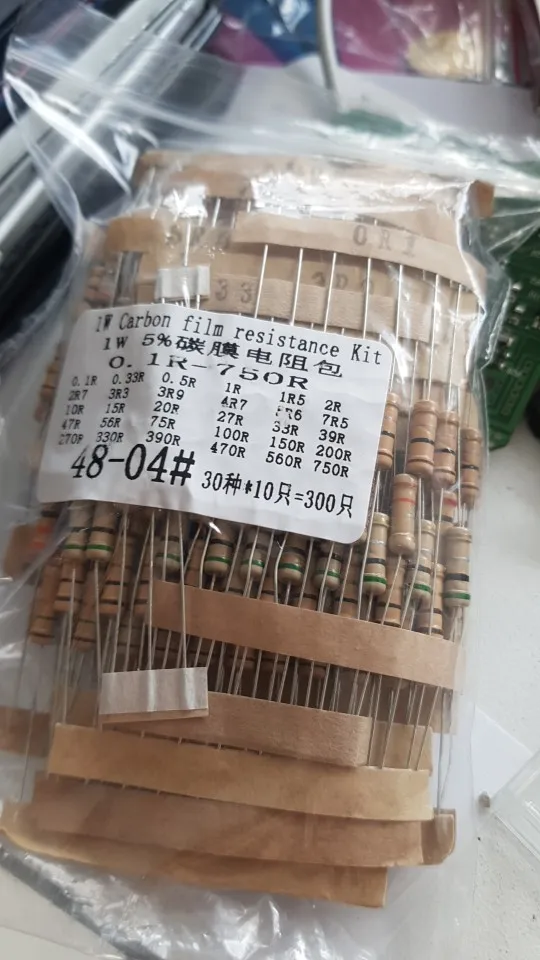 0R1
33
1W Carbon film resistance Kit
1W 5%碳膜电阻包
0.1R-750R
0.1R 0.33R 0.5R 1R 1R5 2R
2R7 3R3 3R9 4R7 7R5
10R 15R 20R 27R 33R 39R
47R 56R 75R 100R 150R 200R
270R 330R 390R 470R 560R 750R
48-04#
30种*10只=300只